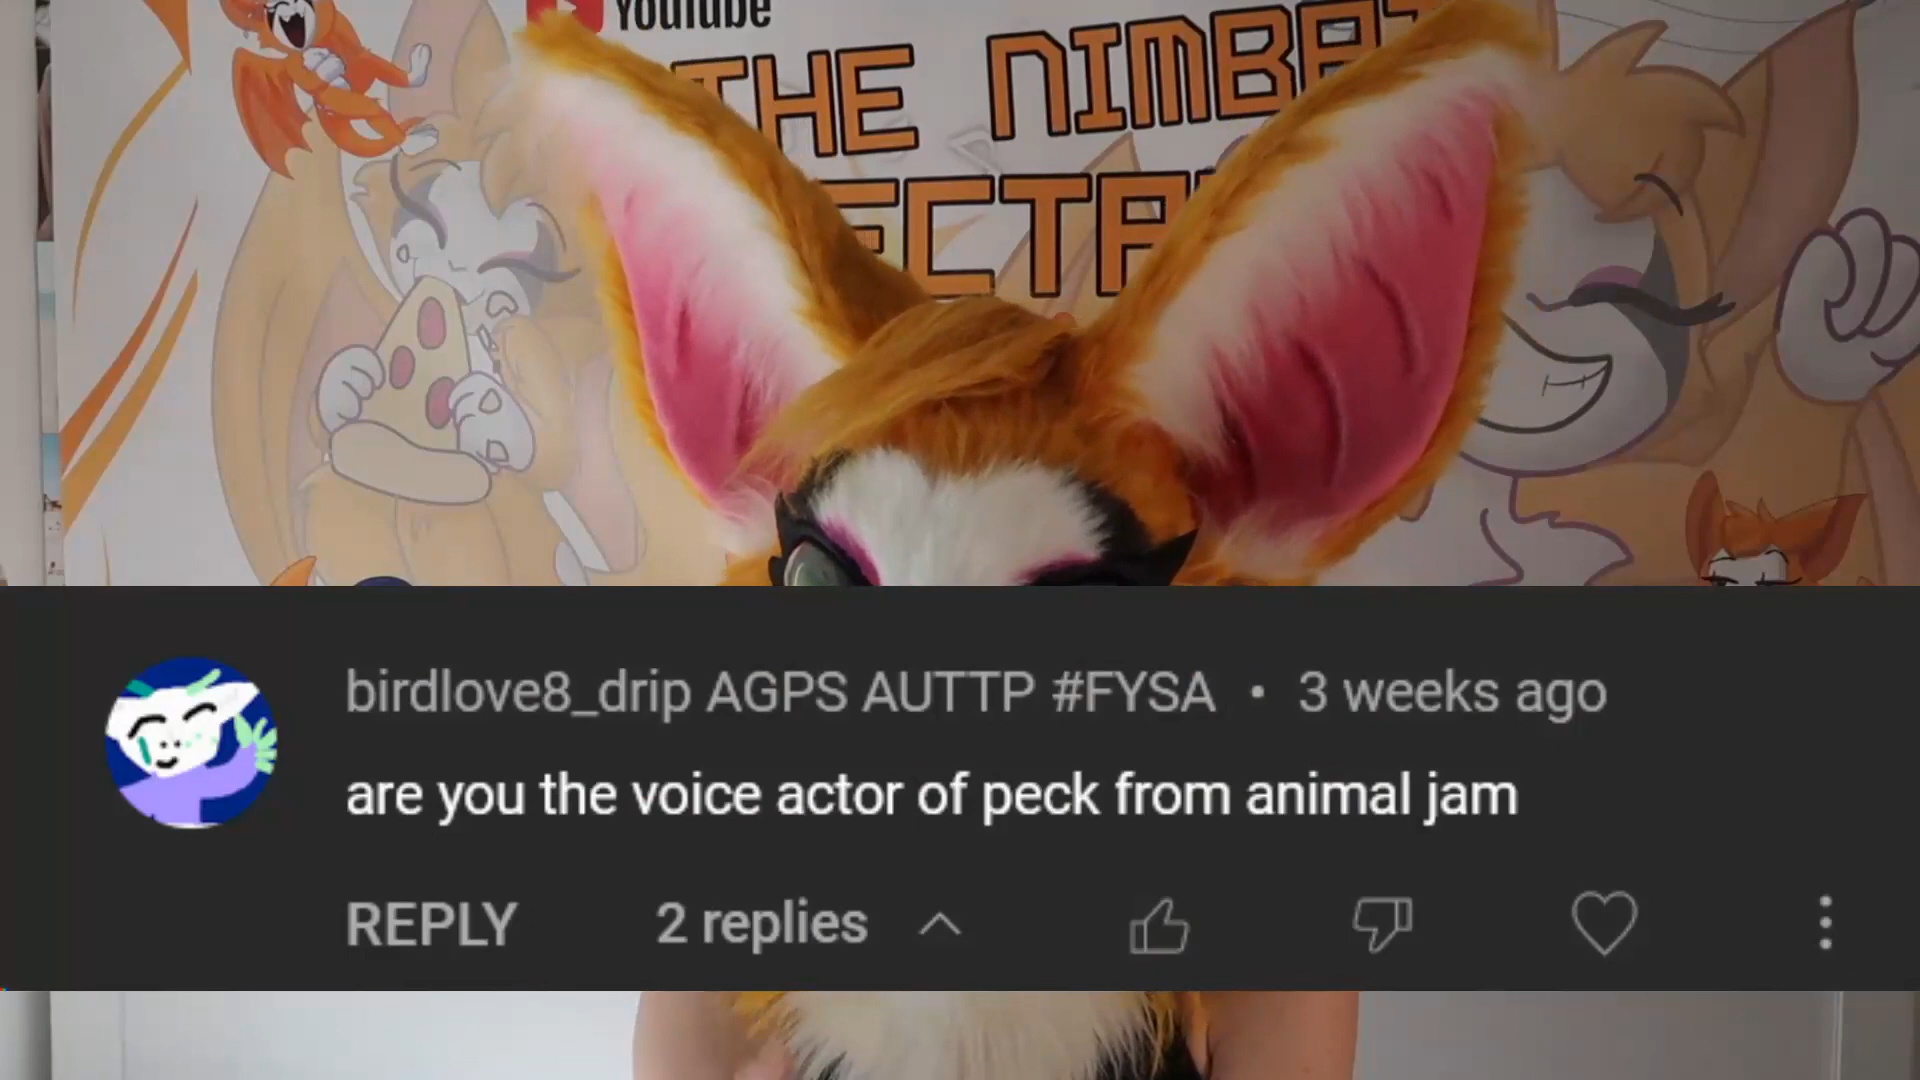 YouTube
THE NIMBAT
ECTA
birdlove8_drip AGPS AUTTP #FYSA • 3 weeks ago
are you the voice actor of peck from animal jam
REPLY 2 replies